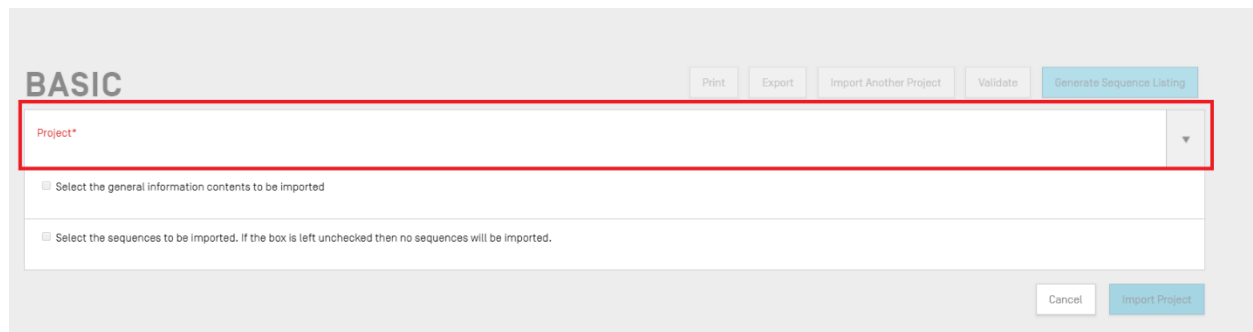 BASIC
Print
Export
Import Another Project
Validate
Generate Sequence Listing
Project*
Select the general information contents to be imported
Select the sequences to be imported. If the box is left unchecked then no sequences will be imported.
Cancel
Import Project